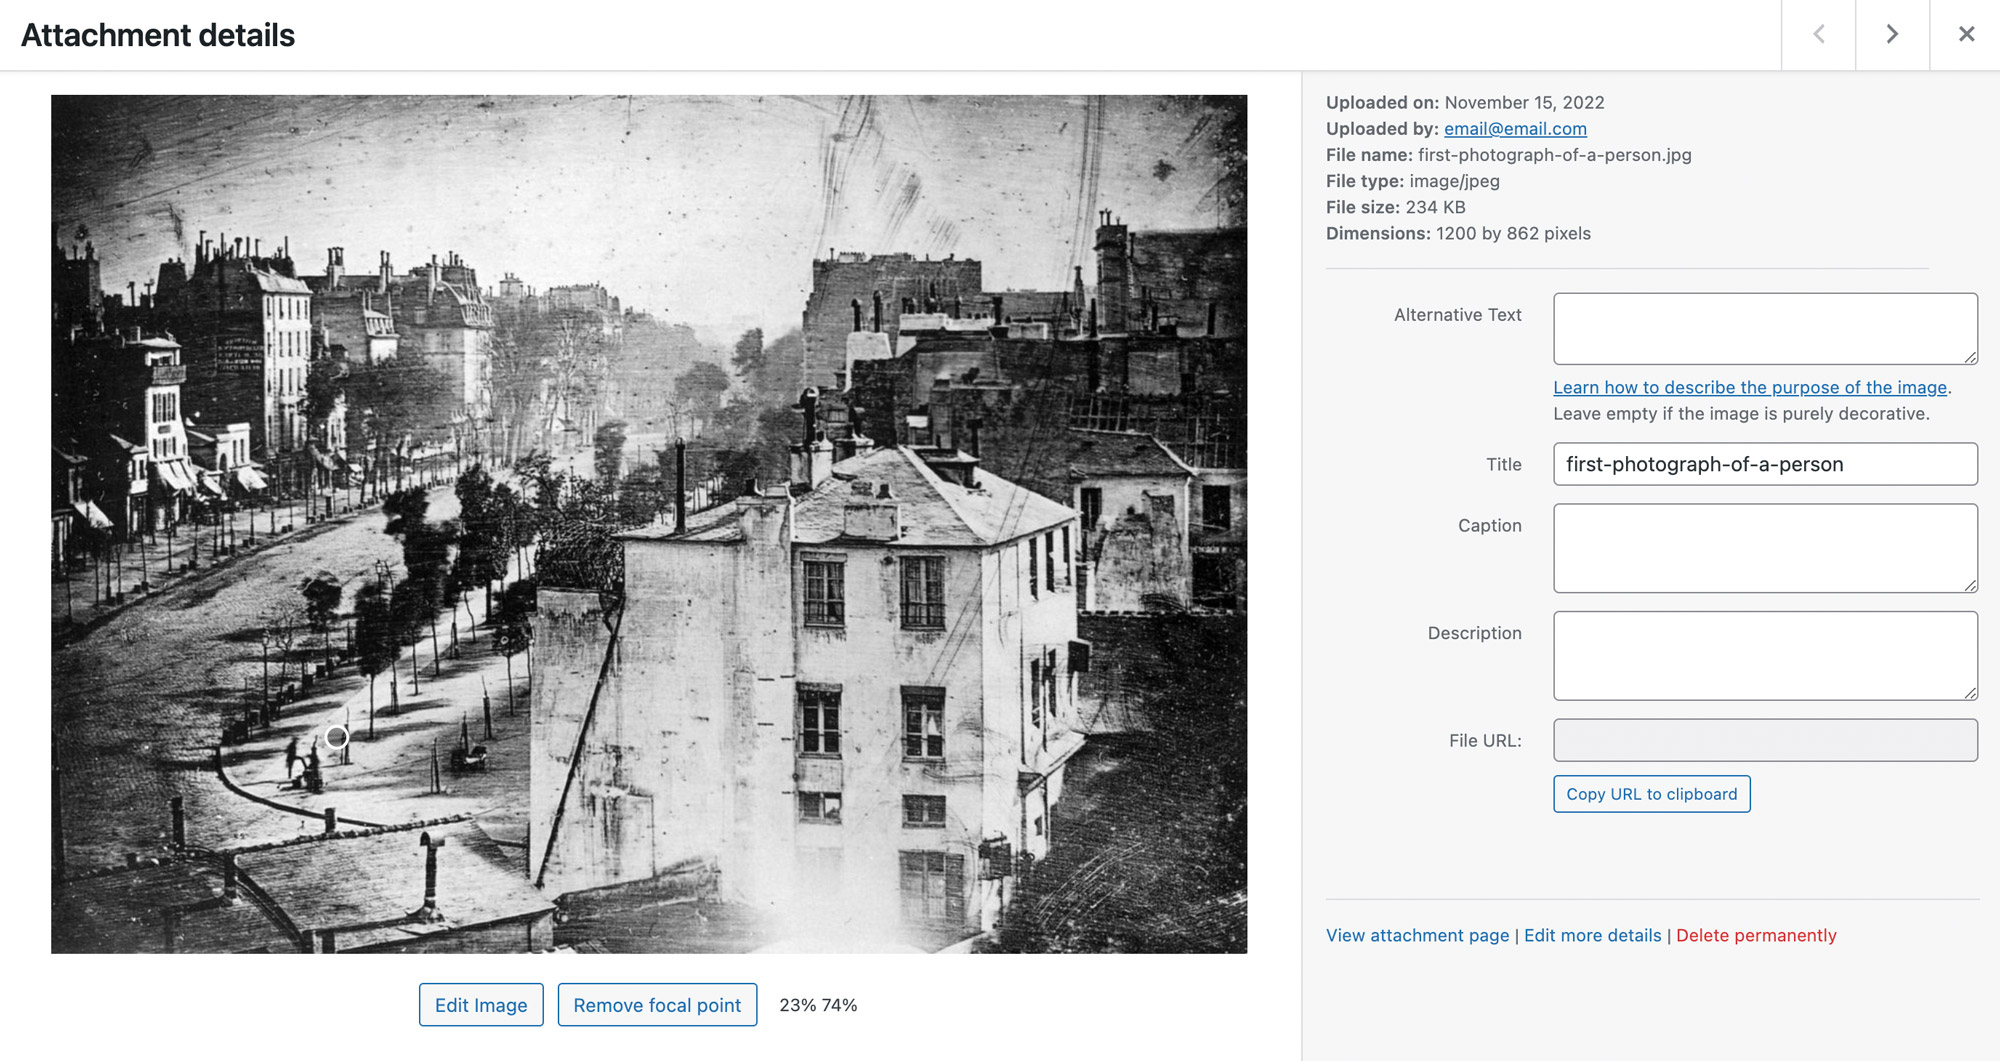 Attachment details
Uploaded on: November 15, 2022
Uploaded by: email@email.com
File name: first-photograph-of-a-person.jpg
File type: image/jpeg
File size: 234 KB
Dimensions: 1200 by 862 pixels
Alternative Text
Learn how to describe the purpose of the image.
Leave empty if the image is purely decorative.
Title
first-photograph-of-a-person
Caption
Description
File URL:
Copy URL to clipboard
View attachment page | Edit more details | Delete permanently
Edit Image
Remove focal point
23% 74%